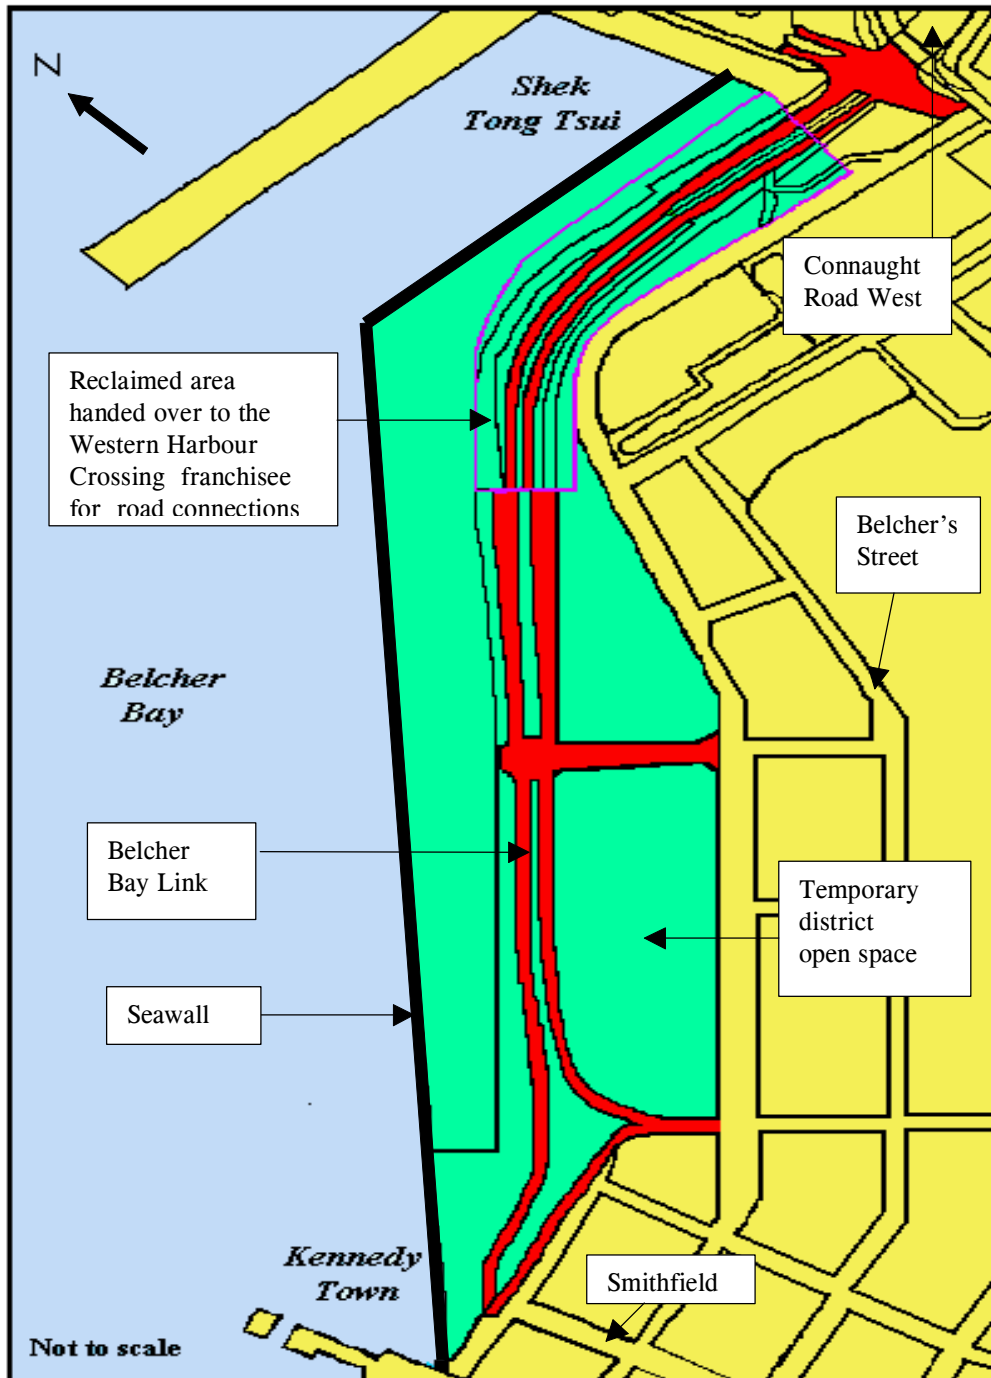 N
Shek
Tong Tsui
Connaught
Road West
Reclaimed area
handed over to the
Western Harbour
Crossing franchisee
for road connections
Belcher's
Street
Belcher
Bay
Belcher
Bay Link
Temporary
district
open space
Seawall
Kennedy
Town
Smithfield
Not to scale